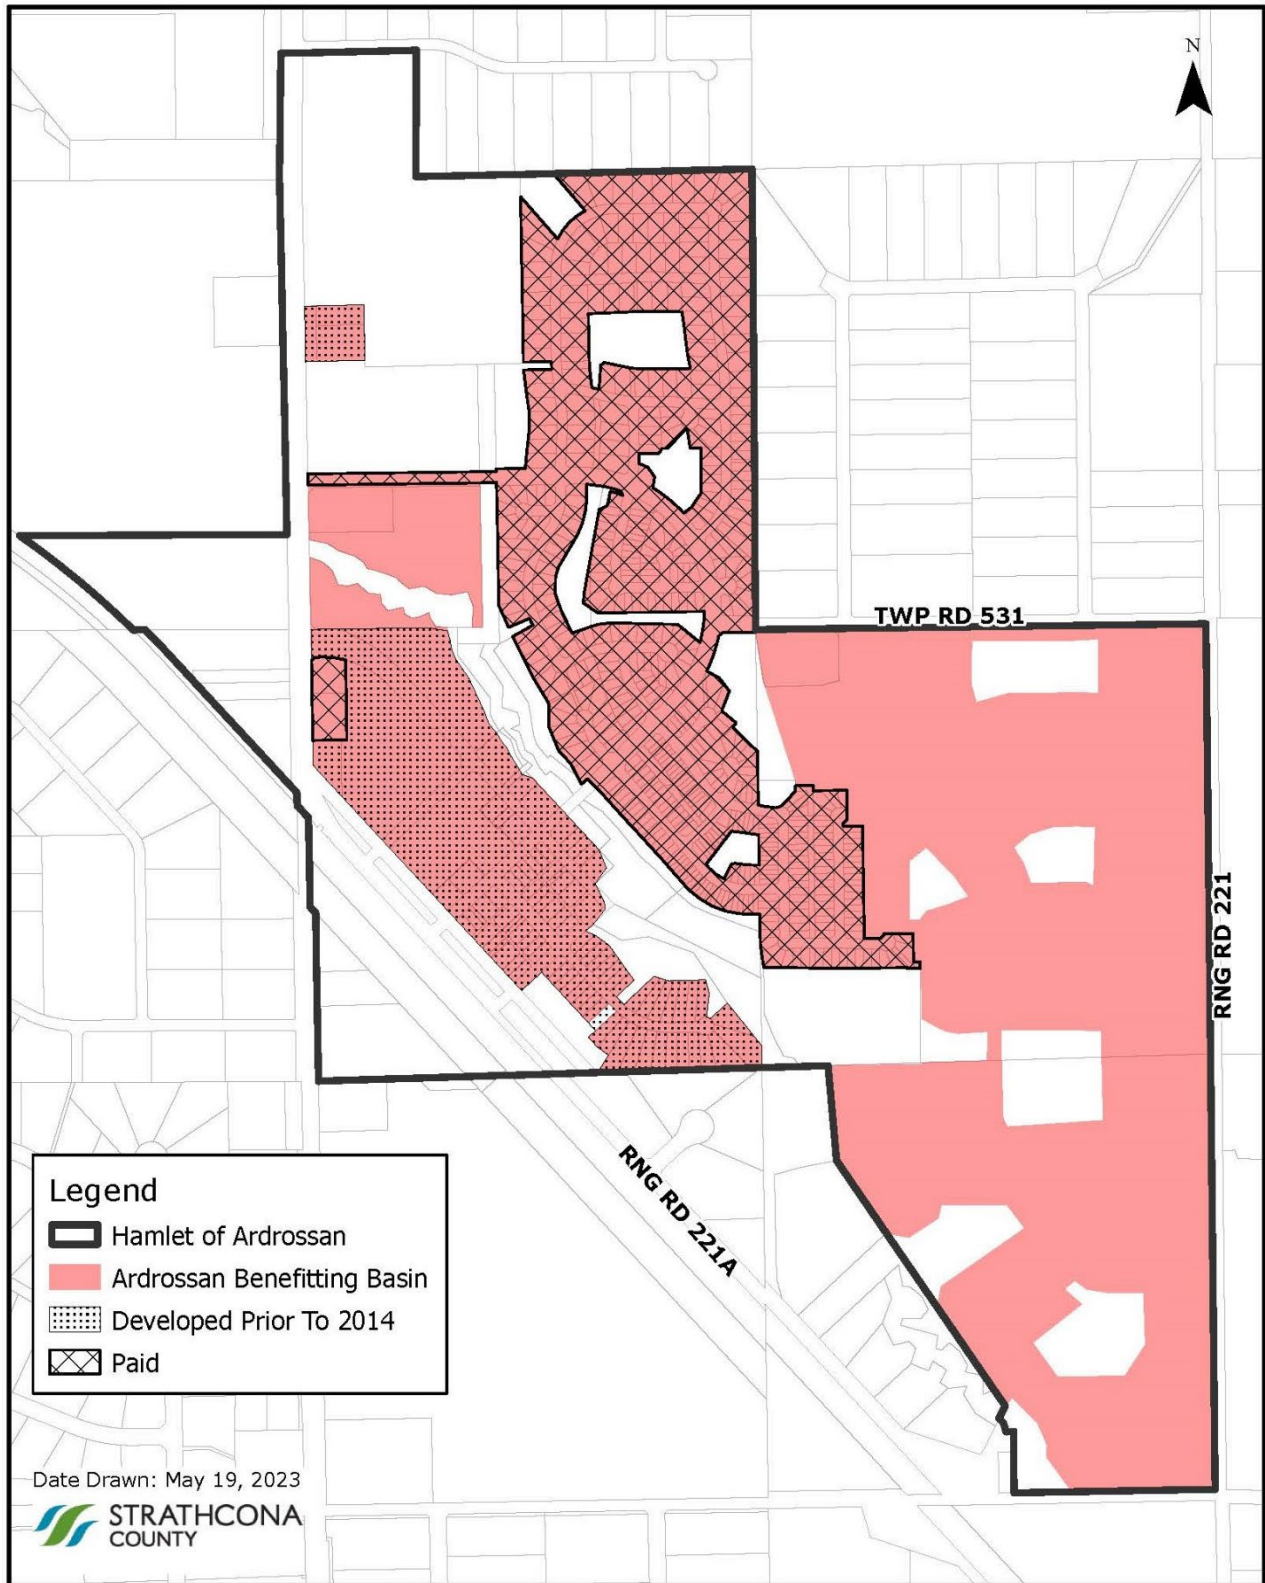 N
TWP RD 531
RNG RD 221
RNG RD 221A
Legend
Hamlet of Ardrossan
Ardrossan Benefitting Basin
Developed Prior To 2014
Paid
Date Drawn: May 19, 2023
STRATHCONA
COUNTY